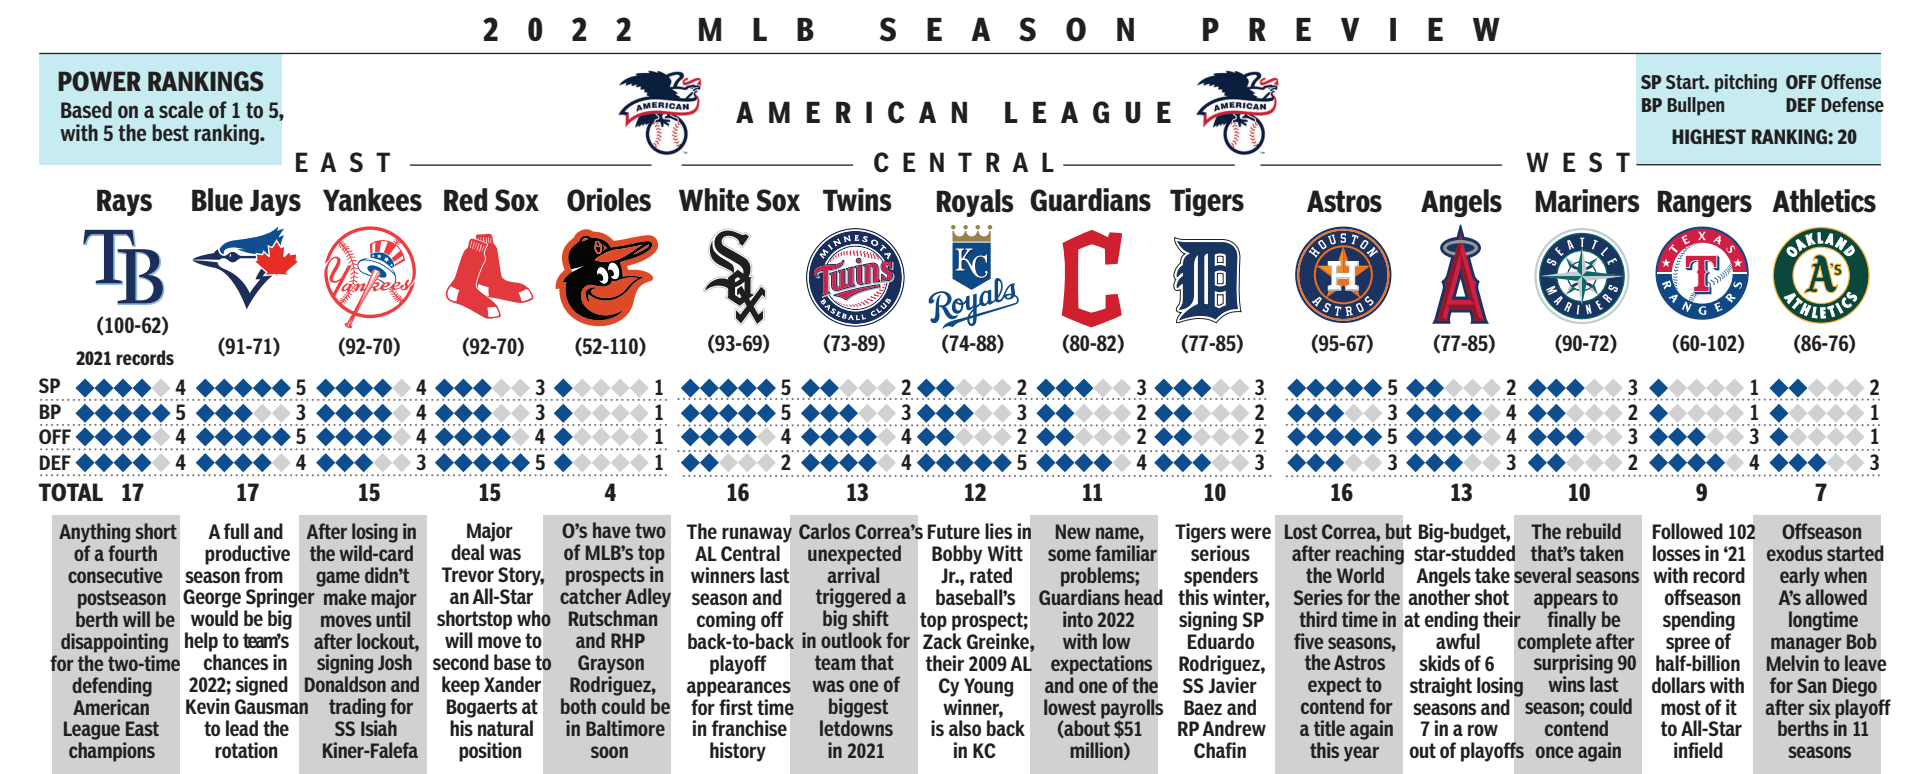 2022 MLB SEASON PREVIEW
POWER RANKINGS
Based on a scale of 1 to 5,
with 5 the best ranking.
AMERICAN
AMERICAN LEAGUE
AMERICAN
SP Start. pitching OFF Offense
BP Bullpen DEF Defense
HIGHEST RANKING: 20
EAST CENTRAL WEST
Rays Blue Jays Yankees Red Sox Orioles White Sox Twins Royals Guardians Tigers Astros Angels Mariners Rangers Athletics
TB
Yankees
Sox
MINNESOTA
Twins
BASEBALL CLUB
KC
Royals
C
D
HOUSTON
H
ASTROS
A
SEATTLE
MARINERS
TEXAS
T
RANGERS
OAKLAND
A's
ATHLETICS
(100-62) (91-71) (92-70) (92-70) (52-110) (93-69) (73-89) (74-88) (80-82) (77-85) (95-67) (77-85) (90-72) (60-102) (86-76)
2021 records
SP 4 5 4 3 1 5 2 2 3 3 5 2 3 1 2
BP 5 3 4 3 1 5 3 3 2 2 3 4 2 1 1
OFF 4 5 4 4 1 4 4 2 2 2 5 4 3 3 1
DEF 4 4 3 5 1 2 4 5 4 3 3 3 2 4 3
TOTAL 17 17 15 15 4 16 13 12 11 10 16 13 10 9 7
Anything short
of a fourth
consecutive
postseason
berth will be
disappointing
for the two-time
defending
American
League East
champions
A full and
productive
season from
George Springer
would be big
help to team's
chances in
2022; signed
Kevin Gausman
to lead the
rotation
After losing in
the wild-card
game didn't
make major
moves until
after lockout,
signing Josh
Donaldson and
trading for
SS Isiah
Kiner-Falefa
Major
deal was
Trevor Story,
an All-Star
shortstop who
will move to
second base to
keep Xander
Bogaerts at
his natural
position
O's have two
of MLB's top
prospects in
catcher Adley
Rutschman
and RHP
Grayson
Rodriguez,
both could be
in Baltimore
soon
The runaway
AL Central
winners last
season and
coming off
back-to-back
playoff
appearances
for first time
in franchise
history
Carlos Correa's
unexpected
arrival
triggered a
big shift
in outlook for
team that
was one of
biggest
letdowns
in 2021
Future lies in
Bobby Witt
Jr., rated
baseball's
top prospect;
Zack Greinke,
their 2009 AL
Cy Young
winner,
is also back
in KC
New name,
some familiar
problems;
Guardians head
into 2022
with low
expectations
and one of the
lowest payrolls
(about $51
million)
Tigers were
serious
spenders
this winter,
signing SP
Eduardo
Rodriguez,
SS Javier
Baez and
RP Andrew
Chafin
Lost Correa, but
after reaching
the World
Series for the
third time in
five seasons,
the Astros
expect to
contend for
a title again
this year
Big-budget,
star-studded
Angels take
another shot
at ending their
awful
skids of 6
straight losing
seasons and
7 in a row
out of playoffs
The rebuild
that's taken
several seasons
appears to
finally be
complete after
surprising 90
wins last
season; could
contend
once again
Followed 102
losses in ‘21
with record
offseason
spending
spree of
half-billion
dollars with
most of it
to All-Star
infield
Offseason
exodus started
early when
A's allowed
longtime
manager Bob
Melvin to leave
for San Diego
after six playoff
berths in 11
seasons